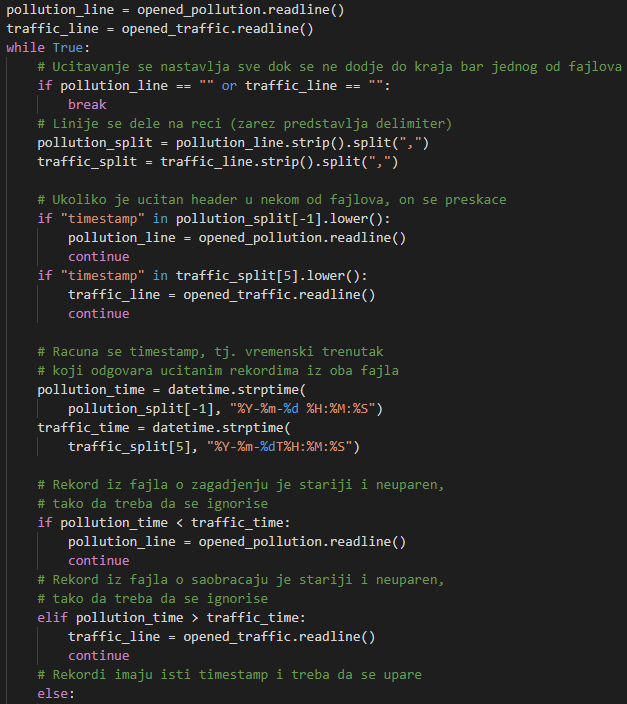 pollution_line = opened_pollution.readline()
traffic_line = opened_traffic.readline()
while True:
    # Ucitavanje se nastavlja sve dok se ne dodje do kraja bar jednog od fajlova
    if pollution_line == "" or traffic_line == "":
        break
    # Linije se dele na reci (zarez predstavlja delimiter)
    pollution_split = pollution_line.strip().split(",")
    traffic_split = traffic_line.strip().split(",")

    # Ukoliko je ucitan header u nekom od fajlova, on se preskace
    if "timestamp" in pollution_split[-1].lower():
        pollution_line = opened_pollution.readline()
        continue
    if "timestamp" in traffic_split[5].lower():
        traffic_line = opened_traffic.readline()
        continue

    # Racuna se timestamp, tj. vremenski trenutak
    # koji odgovara ucitanim rekordima iz oba fajla
    pollution_time = datetime.strptime(
        pollution_split[-1], "%Y-%m-%d %H:%M:%S")
    traffic_time = datetime.strptime(
        traffic_split[5], "%Y-%m-%dT%H:%M:%S")

    # Rekord iz fajla o zagadjenju je stariji i neuparen,
    # tako da treba da se ignorise
    if pollution_time < traffic_time:
        pollution_line = opened_pollution.readline()
        continue
    # Rekord iz fajla o saobracaju je stariji i neuparen,
    # tako da treba da se ignorise
    elif pollution_time > traffic_time:
        traffic_line = opened_traffic.readline()
        continue
    # Rekordi imaju isti timestamp i treba da se upare
    else: